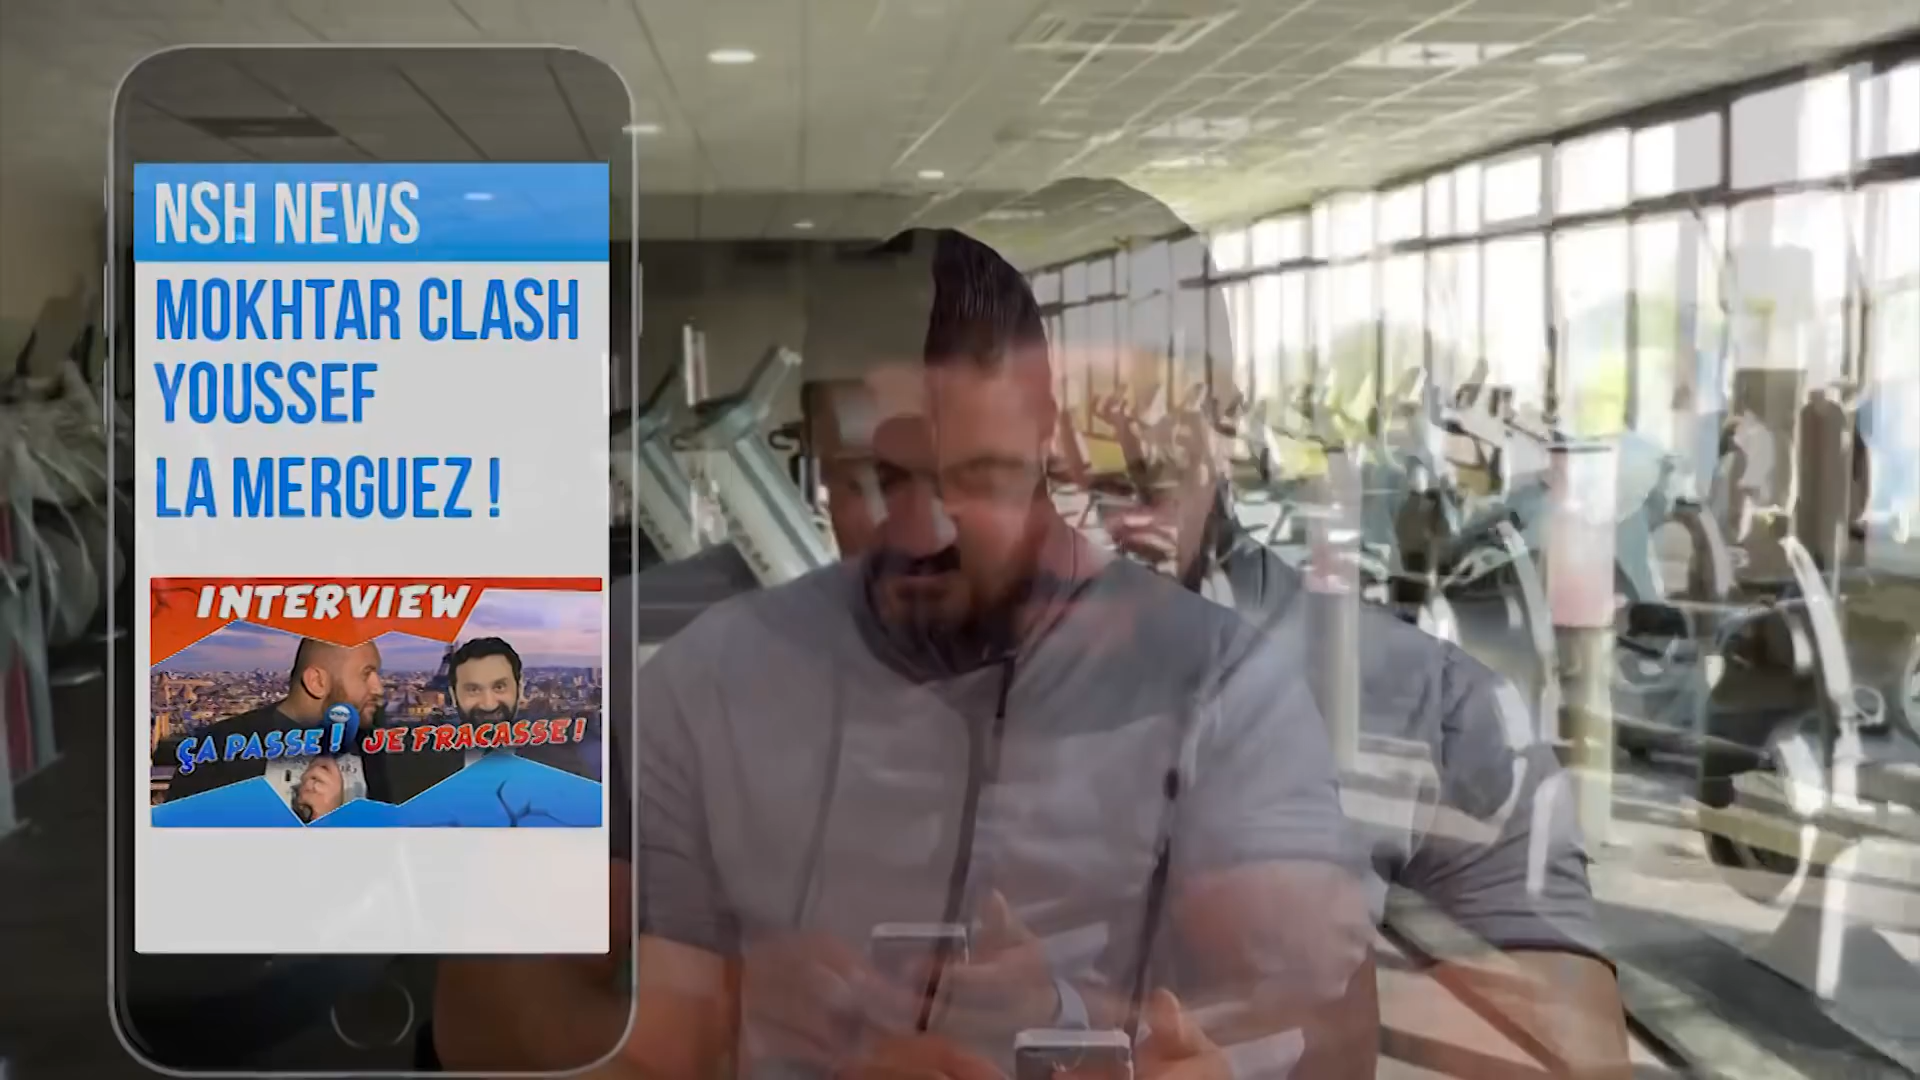 NSH NEWS
MOKHTAR CLASH
YOUSSEF
LA MERGUEZ !
INTERVIEW
ÇA PASSE ! JE FRACASSE !